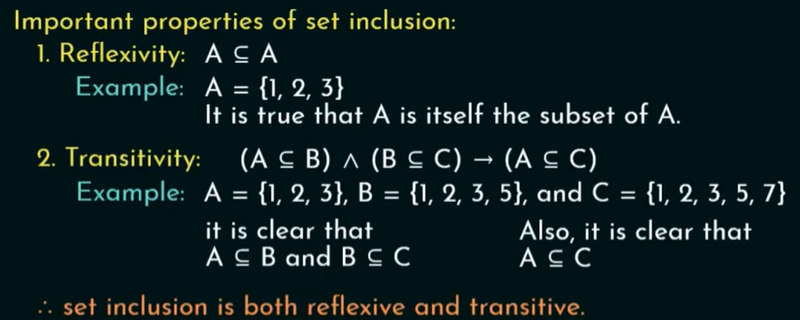 Important properties of set inclusion:
1. Reflexivity: A ⊆ A
Example: A = {1, 2, 3}
It is true that A is itself the subset of A.
2. Transitivity: (A ⊆ B) ∧ (B ⊆ C) → (A ⊆ C)
Example: A = {1, 2, 3}, B = {1, 2, 3, 5}, and C = {1, 2, 3, 5, 7}
it is clear that
A ⊆ B and B ⊆ C
Also, it is clear that
A ⊆ C
∴ set inclusion is both reflexive and transitive.